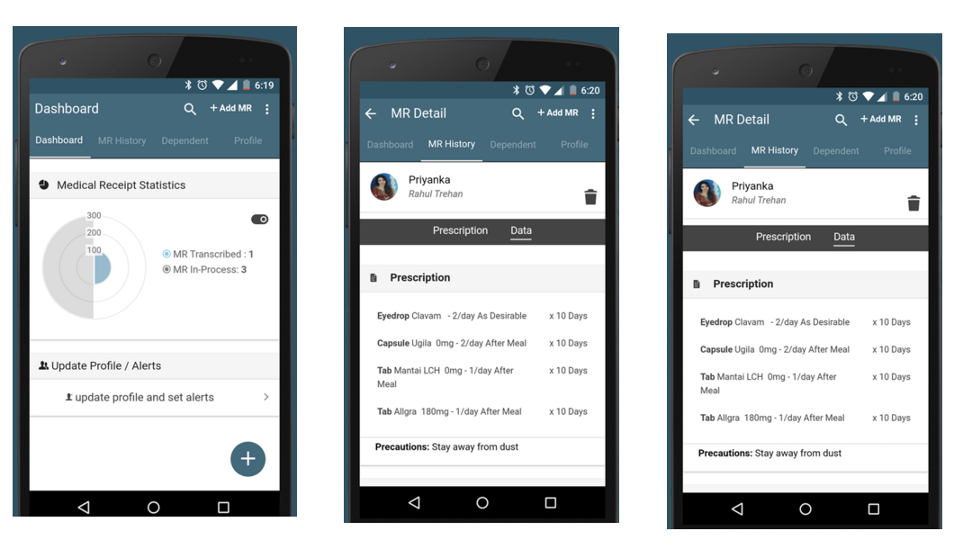 6:19
Dashboard
+ Add MR
Dashboard MR History Dependent Profile
Medical Receipt Statistics
300
200
100
MR Transcribed : 1
MR In-Process: 3
Update Profile / Alerts
update profile and set alerts
6:20
MR Detail
+ Add MR
Dashboard MR History Dependent Profile
Priyanka
Rahul Trehan
Prescription Data
Prescription
Eyedrop Clavam - 2/day As Desirable x 10 Days
Capsule Ugila 0mg - 2/day After Meal x 10 Days
Tab Mantai LCH 0mg - 1/day After x 10 Days
Meal
Tab Allgra 180mg - 1/day After Meal x 10 Days
Precautions: Stay away from dust
6:20
MR Detail
+ Add MR
Dashboard MR History Dependent Profile
Priyanka
Rahul Trehan
Prescription Data
Prescription
Eyedrop Clavam - 2/day As Desirable x 10 Days
Capsule Ugila 0mg - 2/day After Meal x 10 Days
Tab Mantai LCH 0mg - 1/day After x 10 Days
Meal
Tab Allgra 180mg - 1/day After Meal x 10 Days
Precautions: Stay away from dust